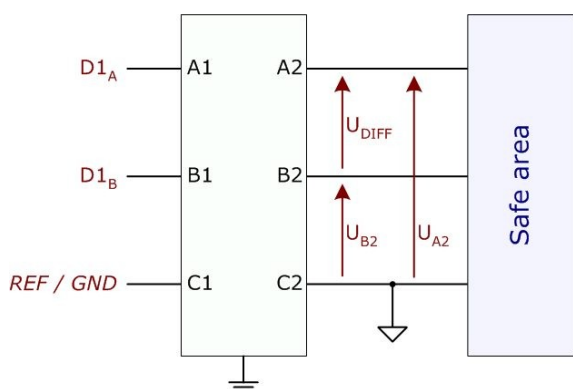 D1A A1 A2
UDIFF
D1B B1 B2
UB2 UA2
REF / GND C1 C2
Safe area